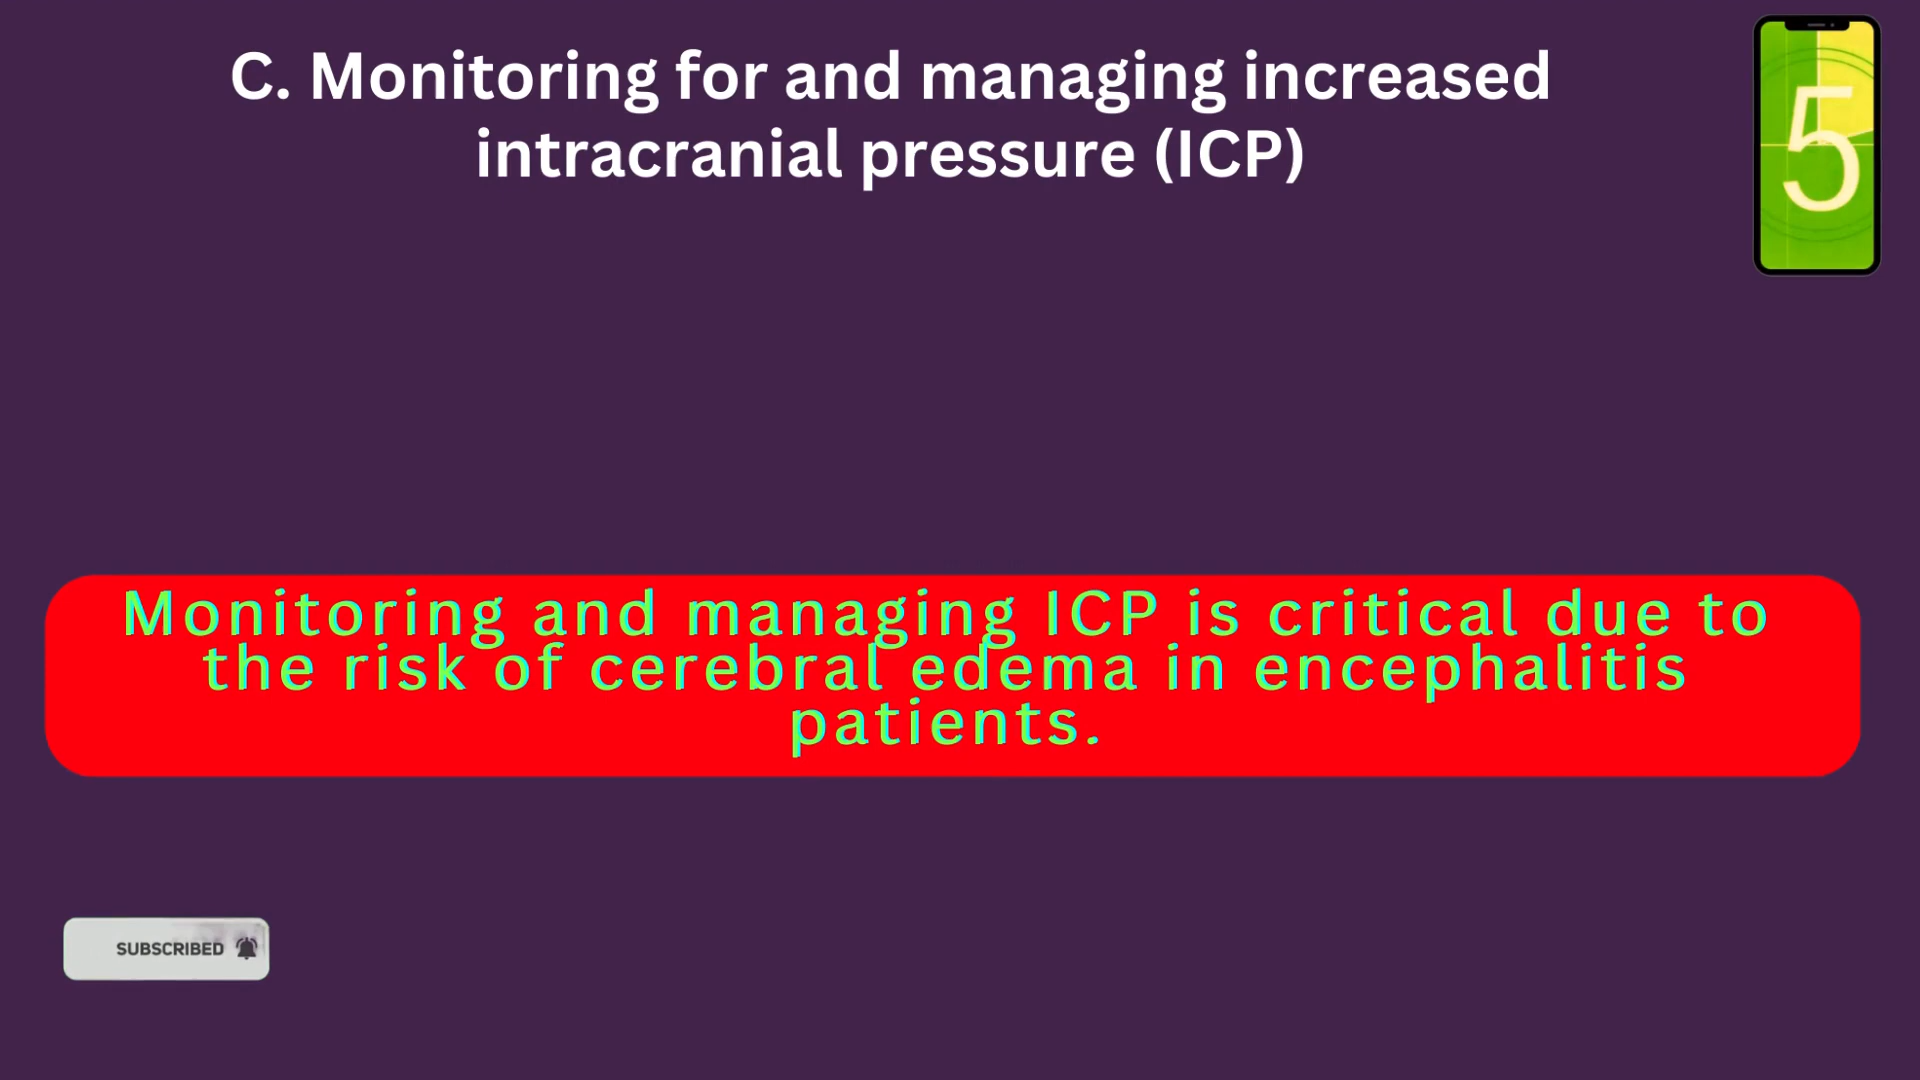 C. Monitoring for and managing increased
intracranial pressure (ICP)
5
Monitoring and managing ICP is critical due to
the risk of cerebral edema in encephalitis
patients.
SUBSCRIBED